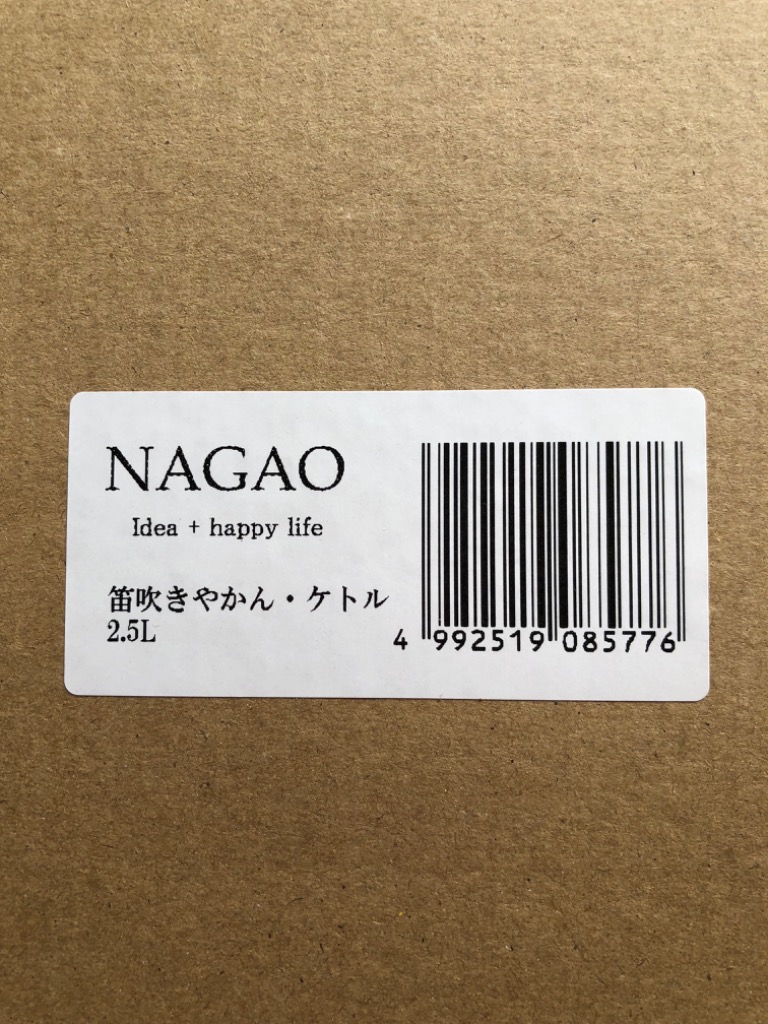 NAGAO
Idea + happy life
笛吹きやかん・ケトル
2.5L
4 992519 085776